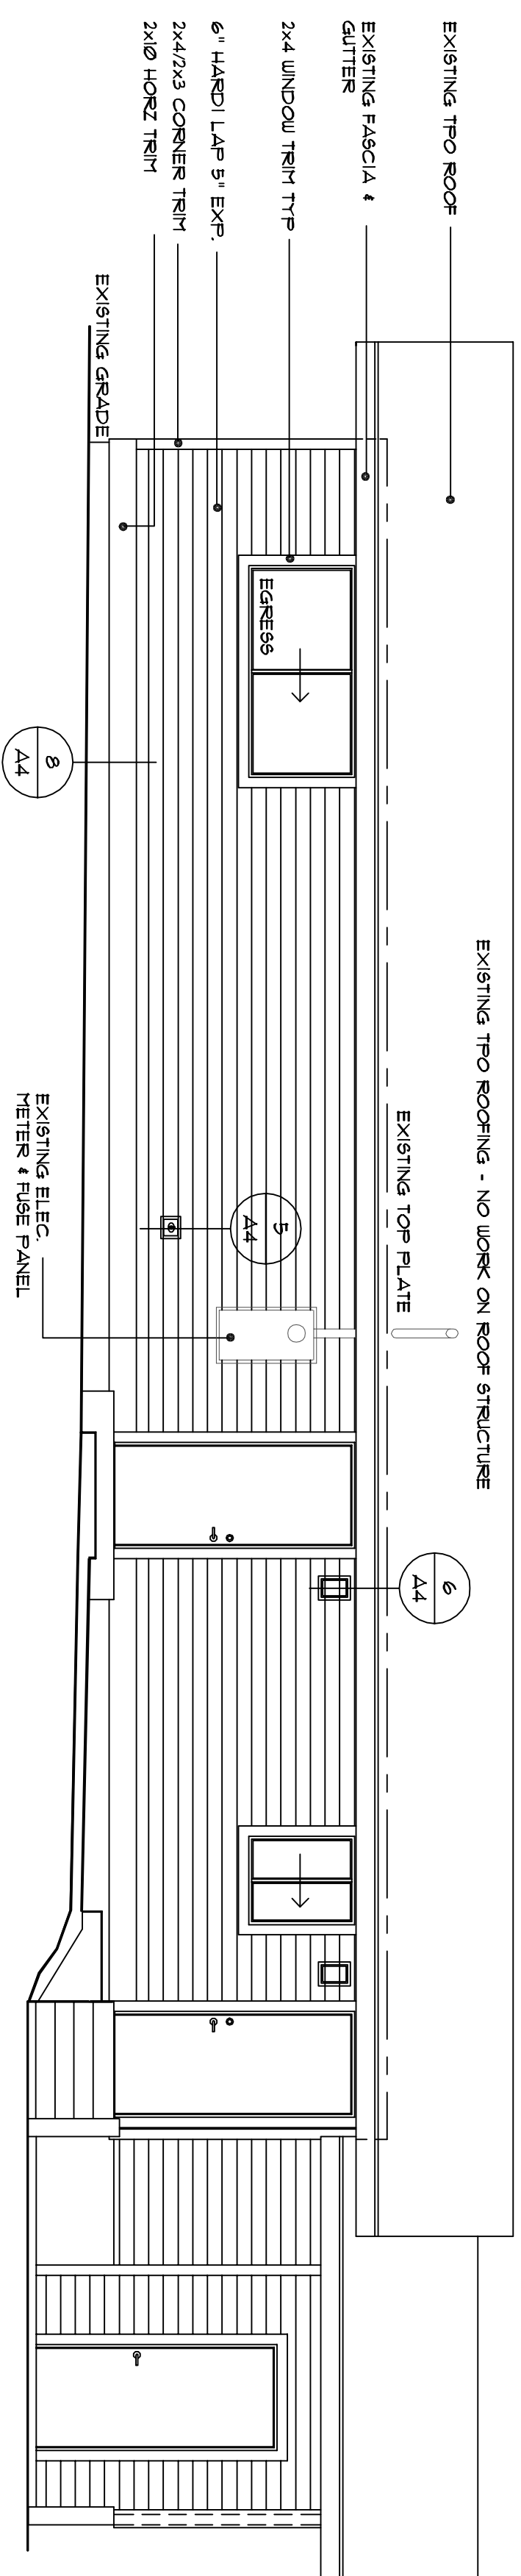 EXISTING TPO ROOF
EXISTING FASCIA &
GUTTER
2x4 WINDOW TRIM TYP
6" HARDI LAP 5" EXP.
2x4/2x3 CORNER TRIM
2x10 HORZ TRIM
EXISTING GRADE
EGRESS
8
A4
EXISTING TPO ROOFING - NO WORK ON ROOF STRUCTURE
EXISTING TOP PLATE
5
A4
EXISTING ELEC.
METER & FUSE PANEL
6
A4